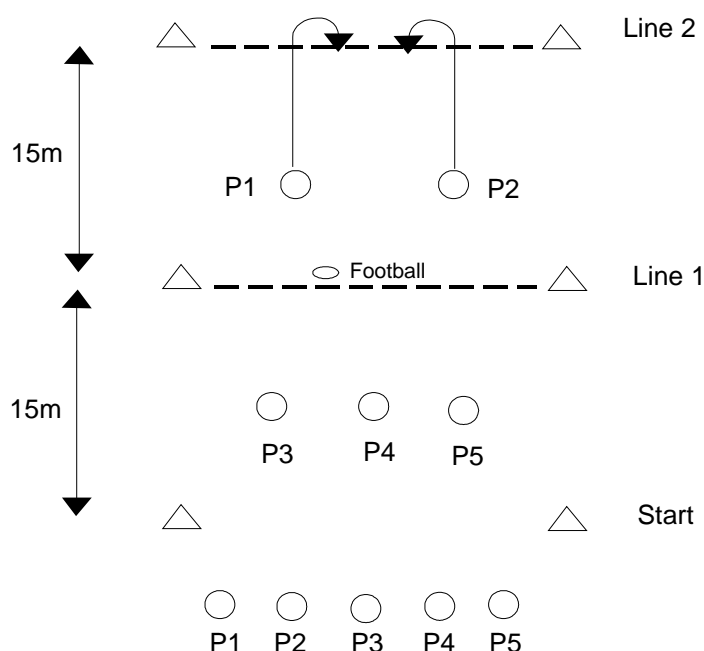 Line 2
15m
P1
P2
Football
Line 1
15m
P3
P4
P5
Start
P1 P2 P3 P4 P5